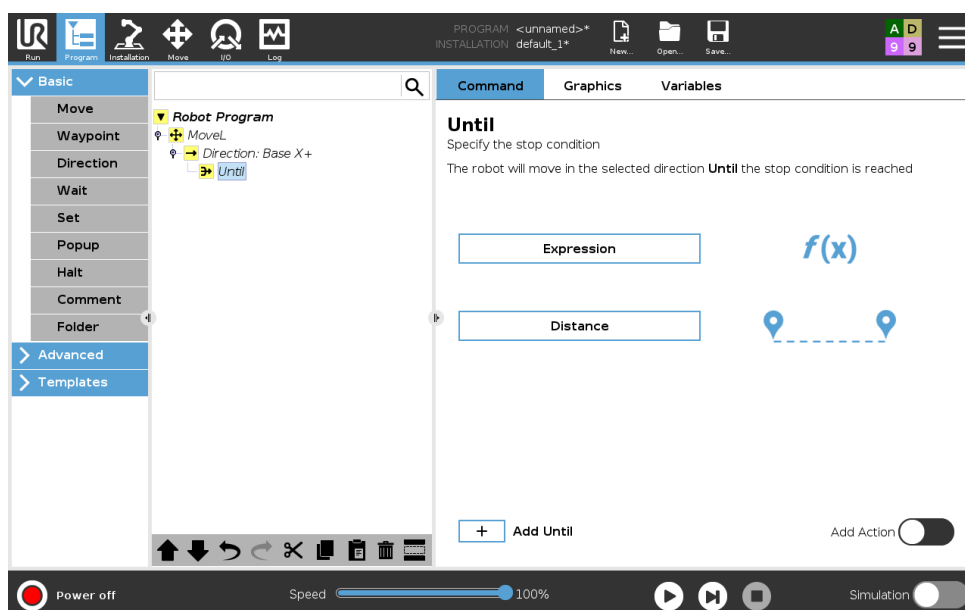 PROGRAM <unnamed>*
INSTALLATION default_1*
UR
Run
Program
Installation
Move
I/O
Log
New...
Open...
Save...
A D
9 9
Basic
Move
Waypoint
Direction
Wait
Set
Popup
Halt
Comment
Folder
Advanced
Templates
Robot Program
MoveL
Direction: Base X+
Until
Command
Graphics
Variables
Until
Specify the stop condition
The robot will move in the selected direction Until the stop condition is reached
Expression
f(x)
Distance
+ Add Until
Add Action
Power off
Speed
100%
Simulation